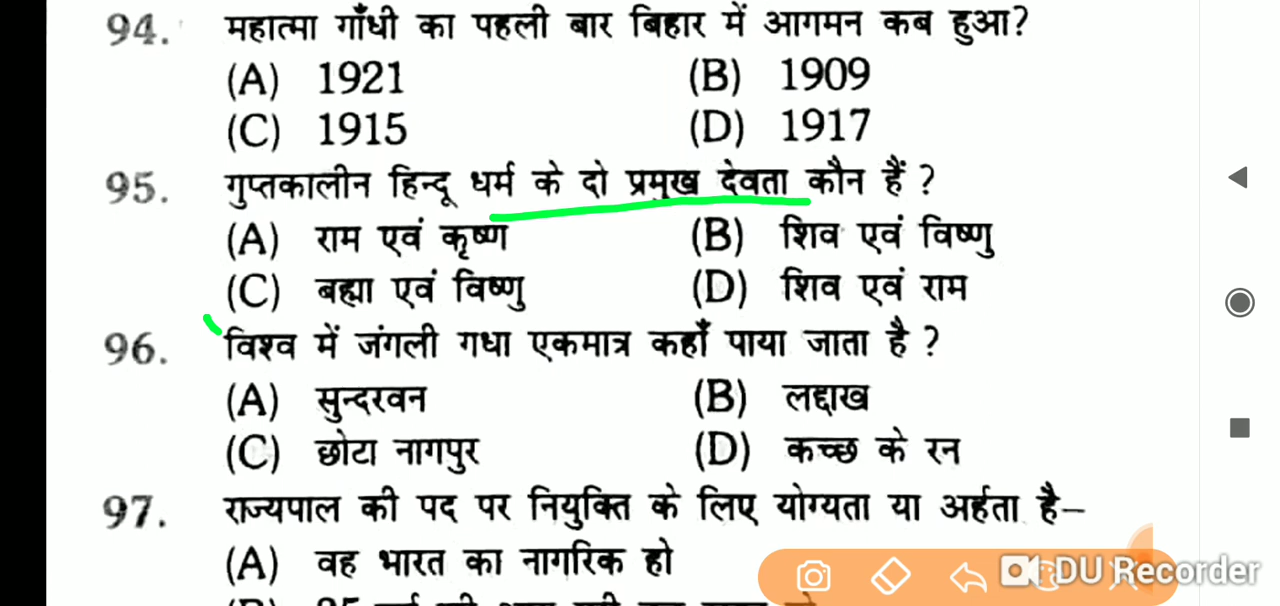 94. महात्मा गाँधी का पहली बार बिहार में आगमन कब हुआ?
(A) 1921 (B) 1909
(C) 1915 (D) 1917
95. गुप्तकालीन हिन्दू धर्म के दो प्रमुख देवता कौन हैं ?
(A) राम एवं कृष्ण (B) शिव एवं विष्णु
(C) बह्मा एवं विष्णु (D) शिव एवं राम
96. विश्व में जंगली गधा एकमात्र कहाँ पाया जाता है ?
(A) सुन्दरवन (B) लद्दाख
(C) छोटा नागपुर (D) कच्छ के रन
97. राज्यपाल की पद पर नियुक्ति के लिए योग्यता या अर्हता है–
(A) वह भारत का नागरिक हो
DU Recorder